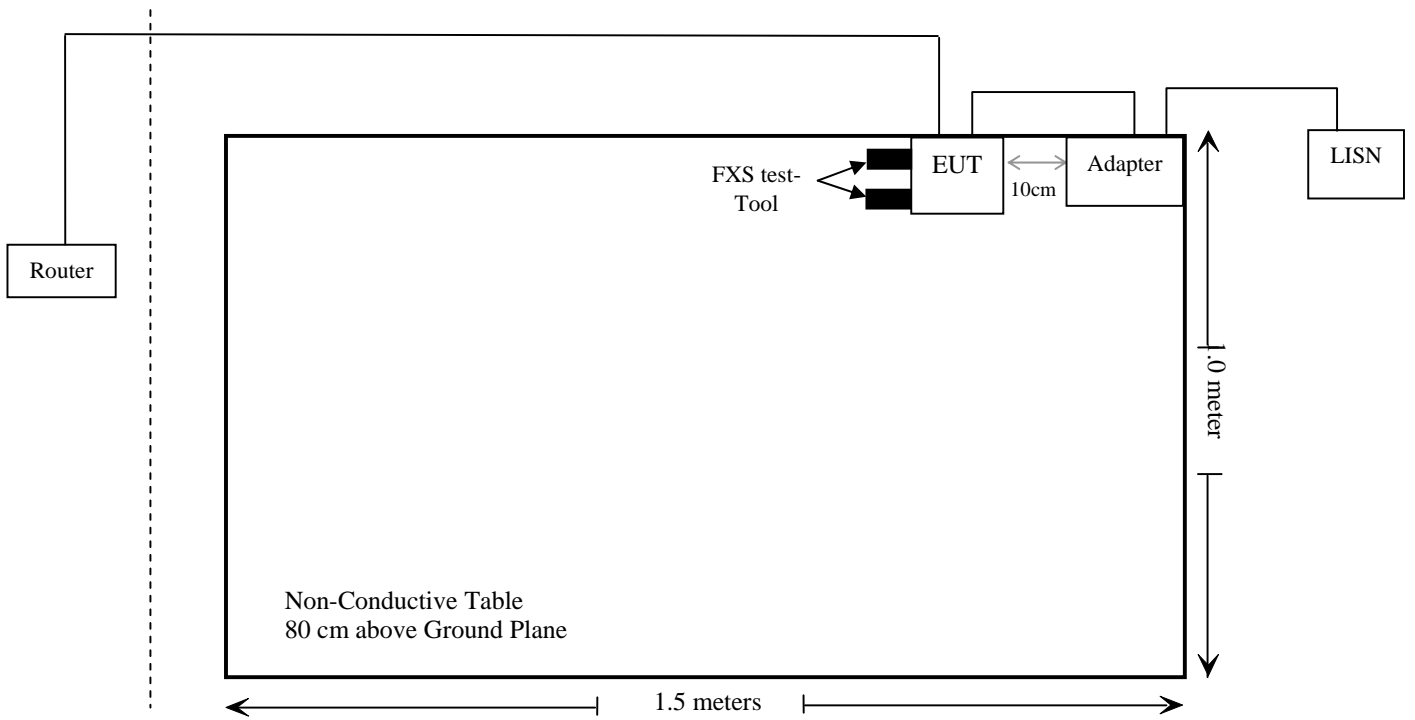 EUT
Adapter
LISN
FXS test-
Tool
10cm
Router
1.0 meter
Non-Conductive Table
80 cm above Ground Plane
1.5 meters